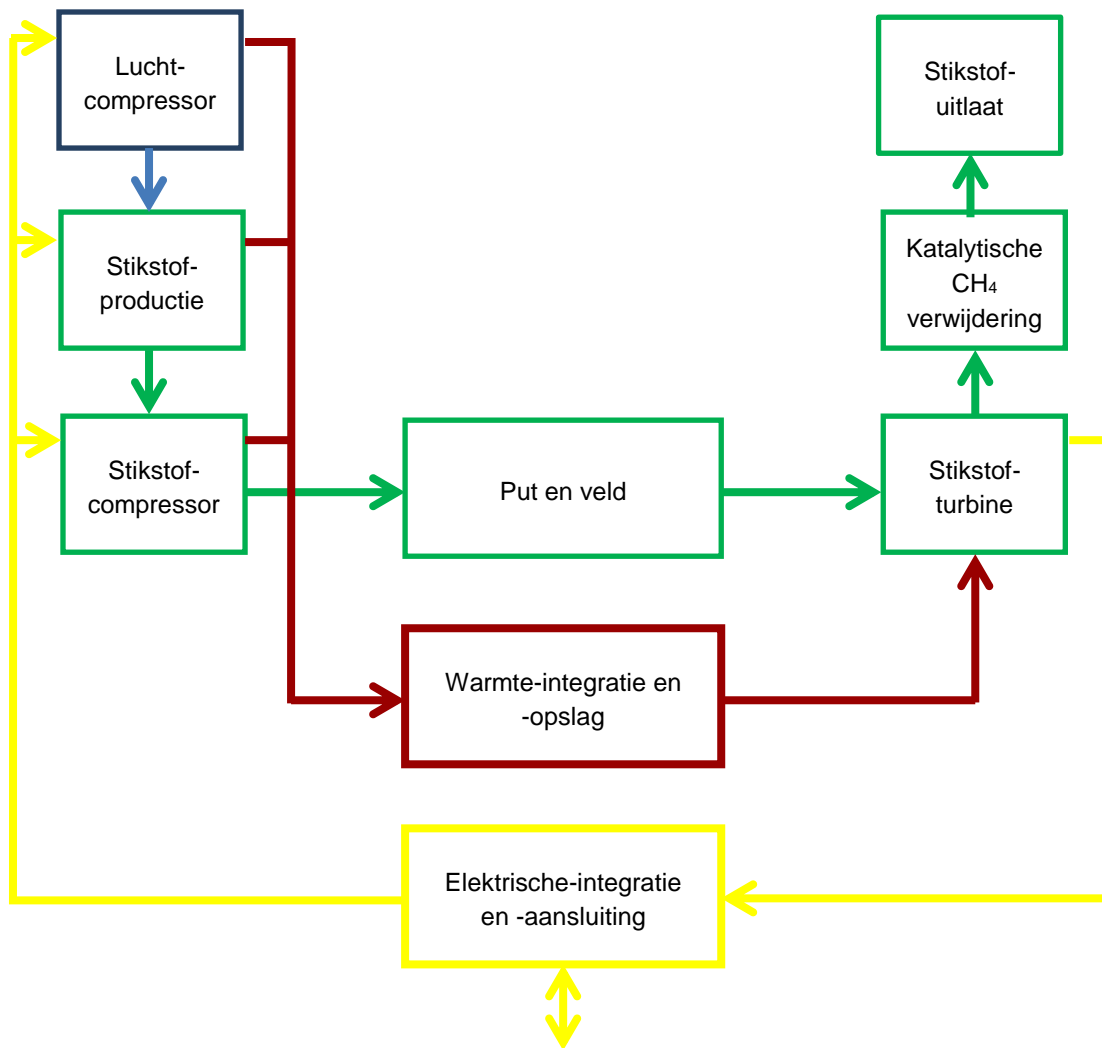 Lucht-
compressor
Stikstof-
uitlaat
Stikstof-
productie
Katalytische
CH₄
verwijdering
Stikstof-
compressor
Put en veld
Stikstof-
turbine
Warmte-integratie en
-opslag
Elektrische-integratie
en -aansluiting